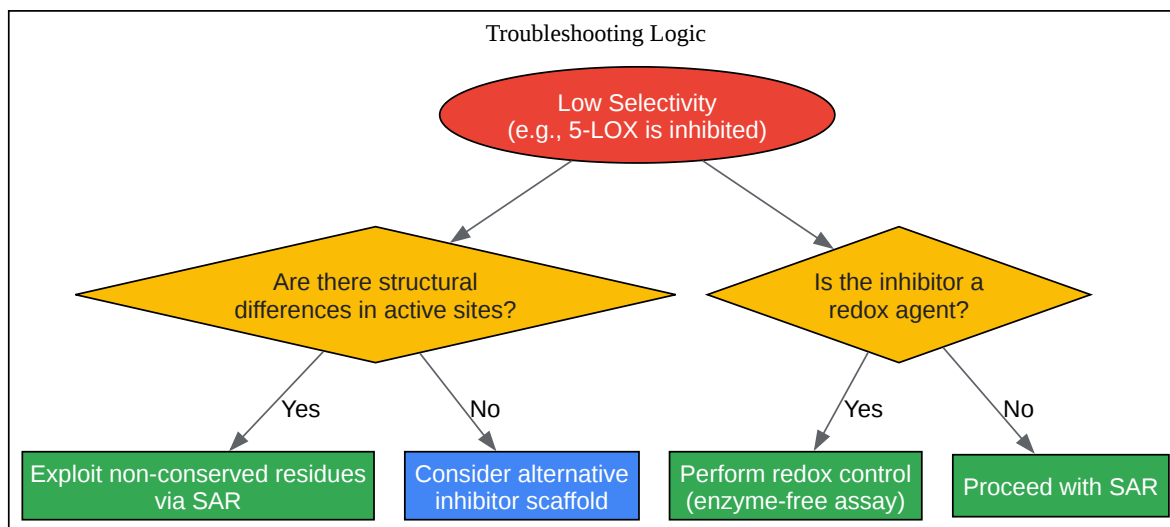 Troubleshooting Logic
Low Selectivity
(e.g., 5-LOX is inhibited)
Are there structural
differences in active sites?
Is the inhibitor a
redox agent?
Yes
No
Yes
No
Exploit non-conserved residues
via SAR
Consider alternative
inhibitor scaffold
Perform redox control
(enzyme-free assay)
Proceed with SAR